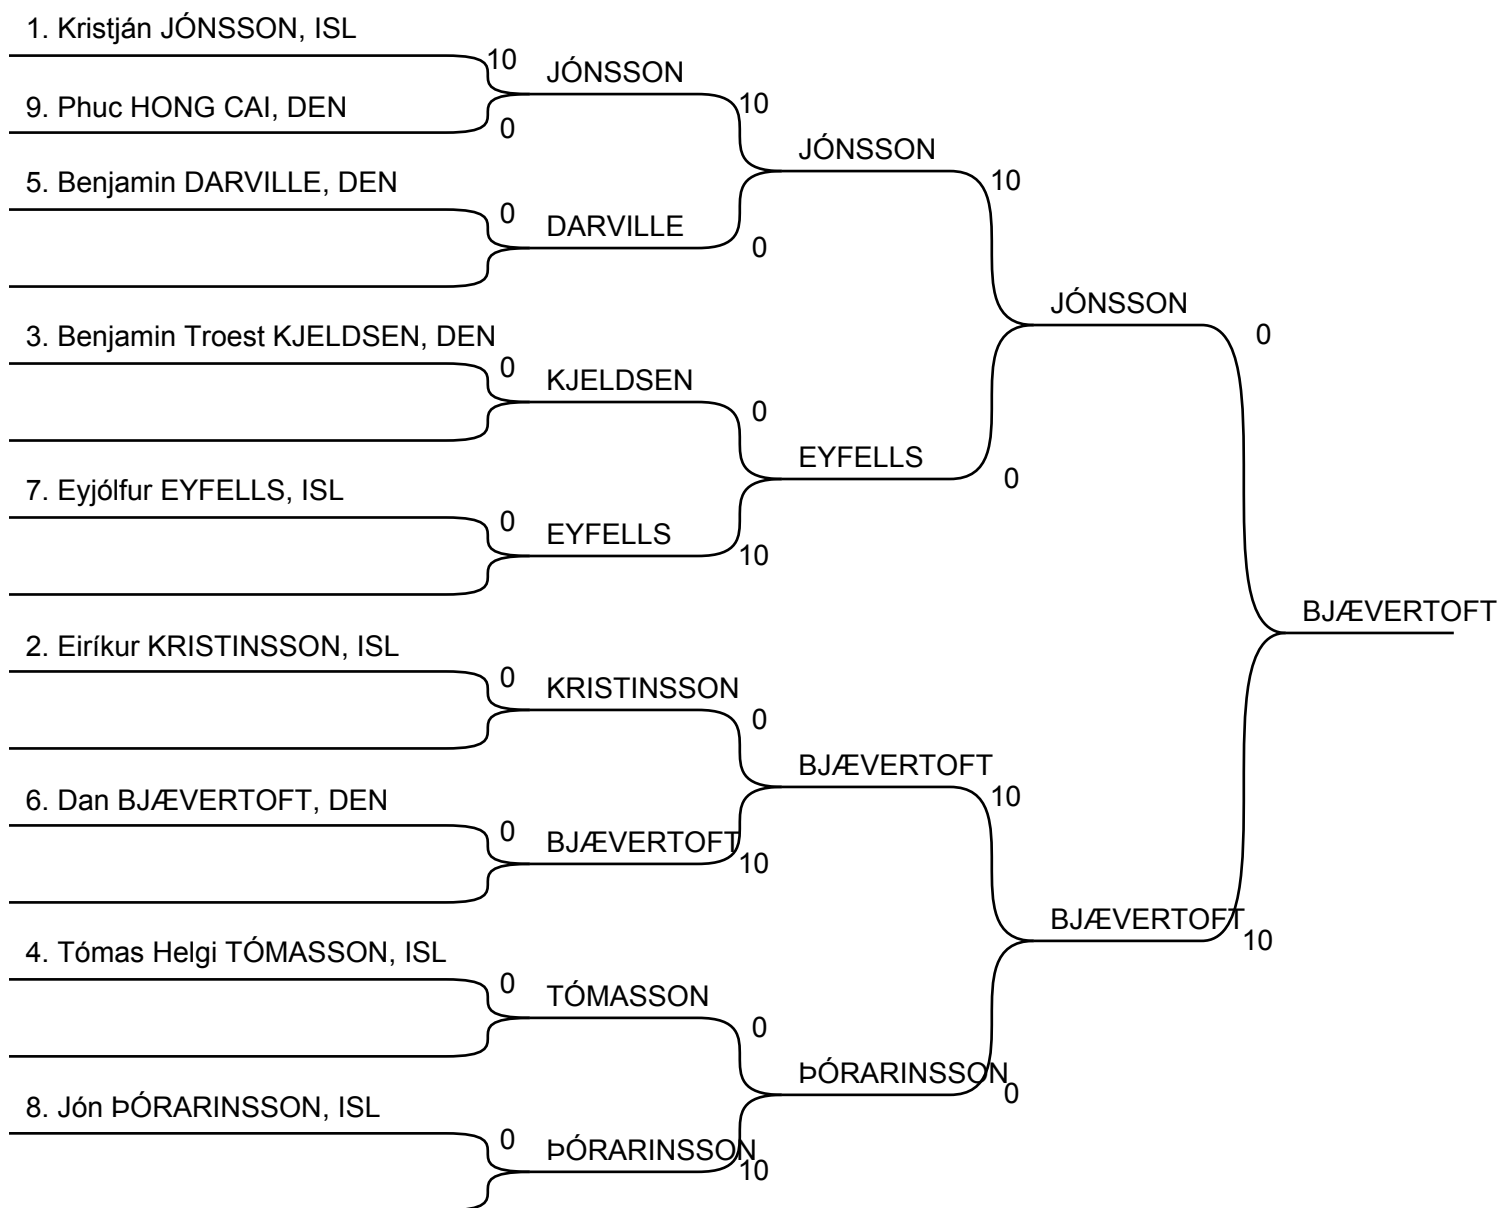 1. Kristján JÓNSSON, ISL
10
JÓNSSON
9. Phuc HONG CAI, DEN
0
10
JÓNSSON
5. Benjamin DARVILLE, DEN
0
DARVILLE
0
10
JÓNSSON
3. Benjamin Troest KJELDSEN, DEN
0
KJELDSEN
0
EYFELLS
0
7. Eyjólfur EYFELLS, ISL
0
EYFELLS
10
0
BJÆVERTOFT
2. Eiríkur KRISTINSSON, ISL
0
KRISTINSSON
0
BJÆVERTOFT
10
6. Dan BJÆVERTOFT, DEN
0
BJÆVERTOFT
10
BJÆVERTOFT
10
4. Tómas Helgi TÓMASSON, ISL
0
TÓMASSON
0
ÞÓRARINSSON
0
8. Jón ÞÓRARINSSON, ISL
0
ÞÓRARINSSON
10